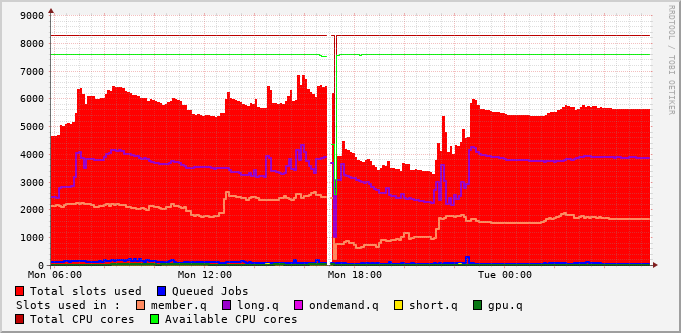 9000
8000
7000
6000
5000
4000
3000
2000
1000
0
Mon 06:00 Mon 12:00 Mon 18:00 Tue 00:00
Total slots used Queued Jobs
Slots used in : member.q long.q ondemand.q short.q gpu.q
Total CPU cores Available CPU cores
RRDTOOL / TOBI OETIKER